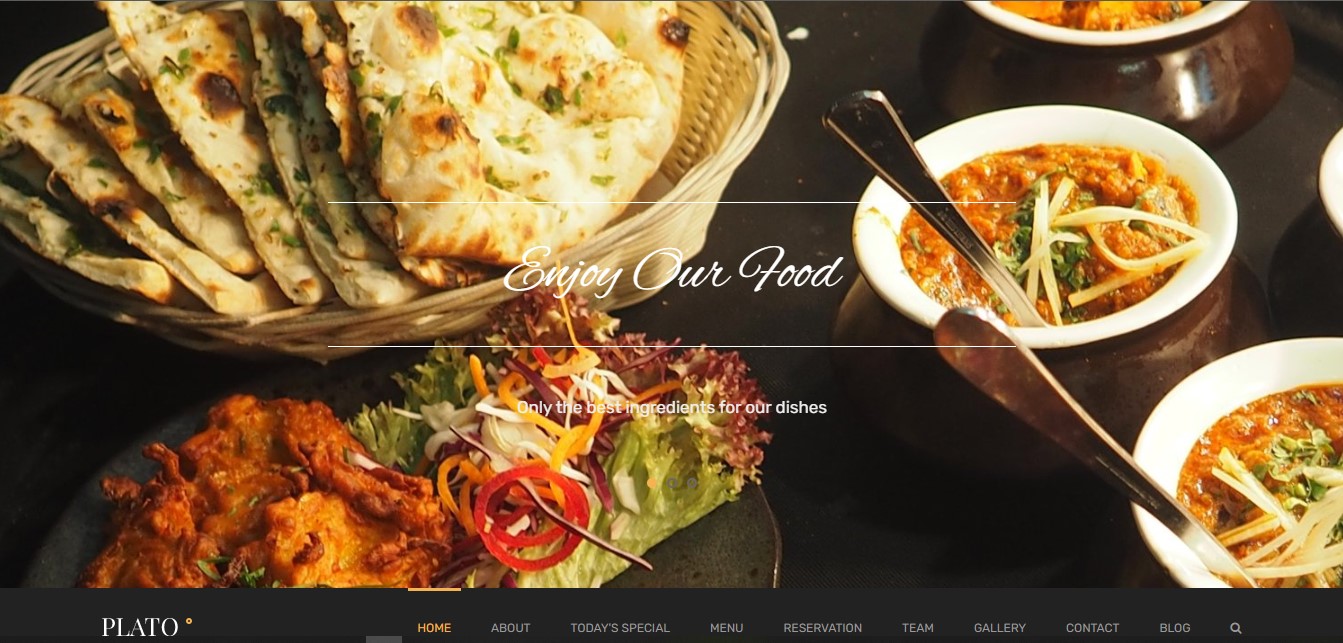 Enjoy Our Food
Only the best ingredients for our dishes
PLATO
HOME ABOUT TODAY'S SPECIAL MENU RESERVATION TEAM GALLERY CONTACT BLOG